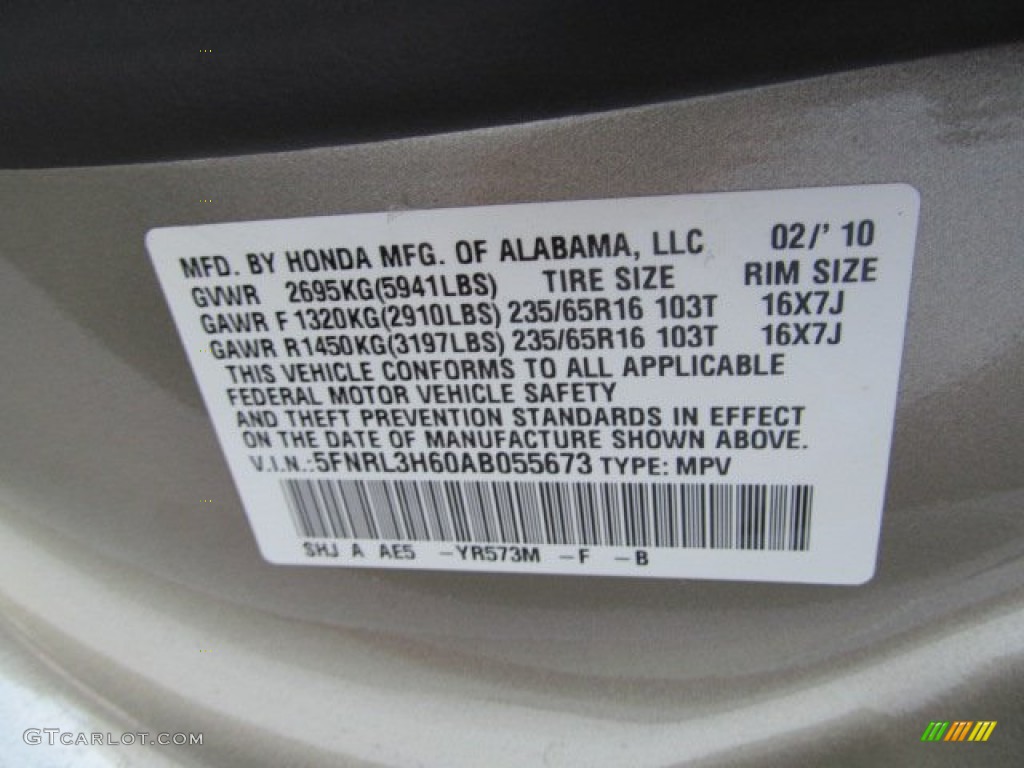 MFD. BY HONDA MFG. OF ALABAMA, LLC 02/' 10
GVWR 2695KG(5941LBS) TIRE SIZE RIM SIZE
GAWR F 1320KG(2910LBS) 235/65R16 103T 16X7J
GAWR R1450KG(3197LBS) 235/65R16 103T 16X7J
THIS VEHICLE CONFORMS TO ALL APPLICABLE
FEDERAL MOTOR VEHICLE SAFETY
AND THEFT PREVENTION STANDARDS IN EFFECT
ON THE DATE OF MANUFACTURE SHOWN ABOVE.
V.I.N.:5FNRL3H60AB055673 TYPE: MPV
SHJ A AE5 -YR573M -F -B
GTCARLOT.COM